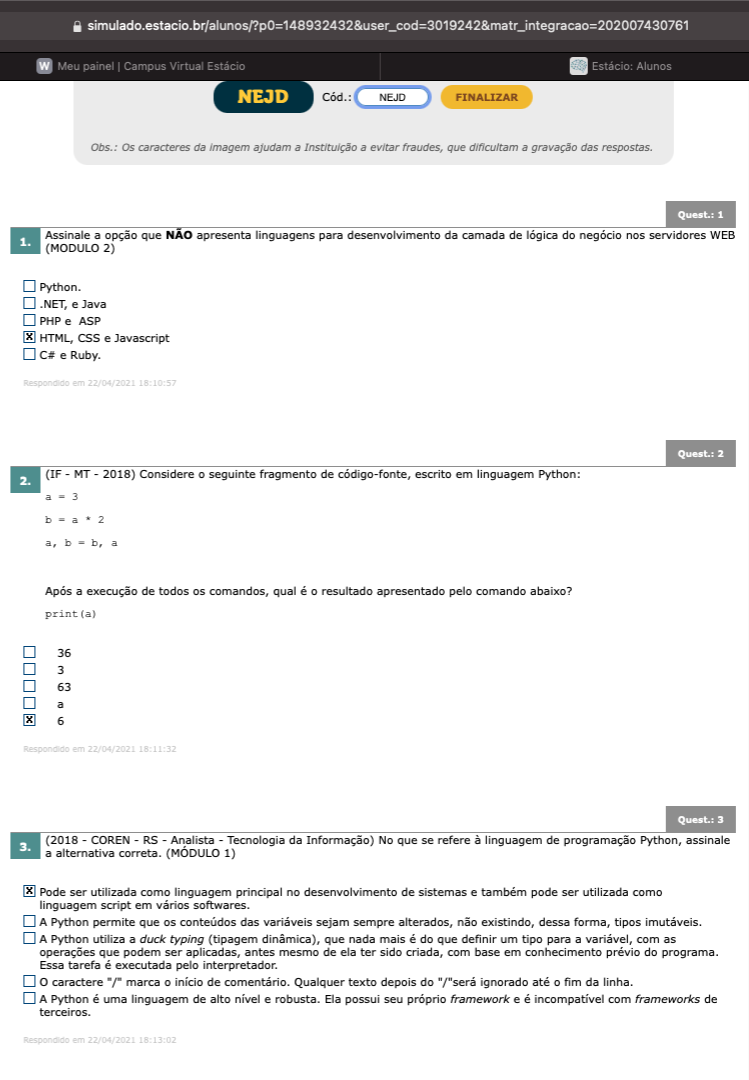 simulado.estacio.br/alunos/?p0=148932432&user_cod=3019242&matr_integracao=202007430761
W Meu painel | Campus Virtual Estácio
Estácio: Alunos
NEJD Cód.: NEJD FINALIZAR
Obs.: Os caracteres da imagem ajudam a Instituição a evitar fraudes, que dificultam a gravação das respostas.
Quest.: 1
1. Assinale a opção que NÃO apresenta linguagens para desenvolvimento da camada de lógica do negócio nos servidores WEB
(MODULO 2)
Python.
.NET, e Java
PHP e ASP
x HTML, CSS e Javascript
C# e Ruby.
Respondido em 22/04/2021 18:10:57
Quest.: 2
2. (IF - MT - 2018) Considere o seguinte fragmento de código-fonte, escrito em linguagem Python:
a = 3
b = a * 2
a, b = b, a
Após a execução de todos os comandos, qual é o resultado apresentado pelo comando abaixo?
print(a)
36
3
63
a
x 6
Respondido em 22/04/2021 18:11:32
Quest.: 3
3. (2018 - COREN - RS - Analista - Tecnologia da Informação) No que se refere à linguagem de programação Python, assinale
a alternativa correta. (MÓDULO 1)
x Pode ser utilizada como linguagem principal no desenvolvimento de sistemas e também pode ser utilizada como
linguagem script em vários softwares.
A Python permite que os conteúdos das variáveis sejam sempre alterados, não existindo, dessa forma, tipos imutáveis.
A Python utiliza a duck typing (tipagem dinâmica), que nada mais é do que definir um tipo para a variável, com as
operações que podem ser aplicadas, antes mesmo de ela ter sido criada, com base em conhecimento prévio do programa.
Essa tarefa é executada pelo interpretador.
O caractere "/" marca o início de comentário. Qualquer texto depois do "/"será ignorado até o fim da linha.
A Python é uma linguagem de alto nível e robusta. Ela possui seu próprio framework e é incompatível com frameworks de
terceiros.
Respondido em 22/04/2021 18:13:02